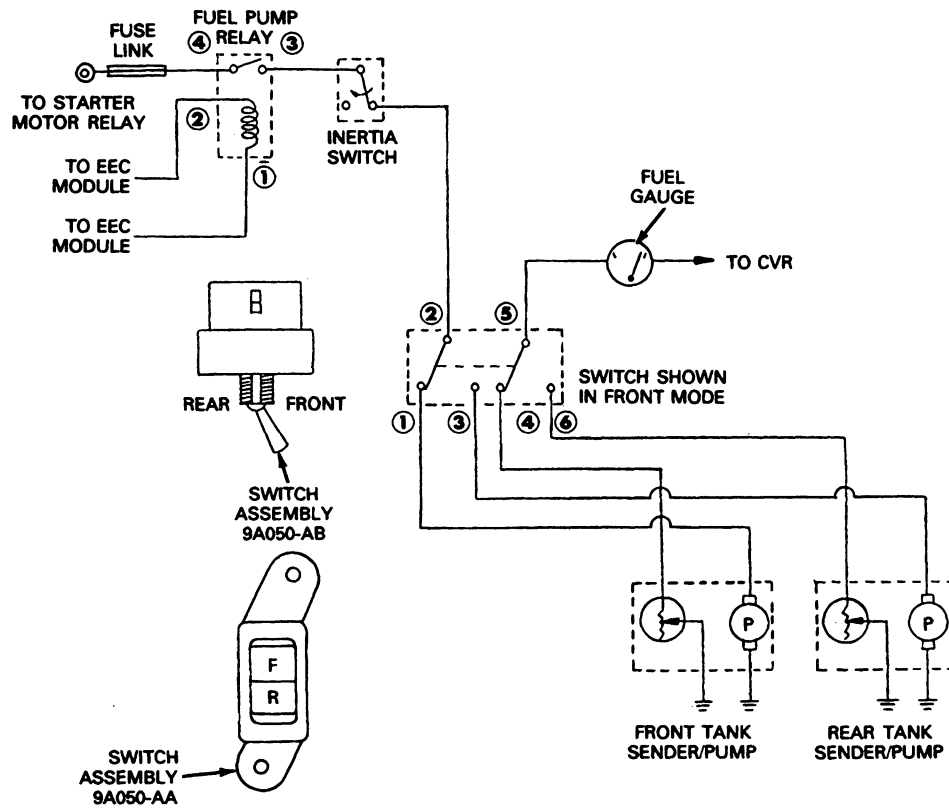 FUSE
LINK
FUEL PUMP
RELAY
④
③
TO STARTER
MOTOR RELAY
②
①
INERTIA
SWITCH
TO EEC
MODULE
TO EEC
MODULE
FUEL
GAUGE
TO CVR
②
⑤
SWITCH SHOWN
IN FRONT MODE
①
③
④
⑥
REAR
FRONT
SWITCH
ASSEMBLY
9A050-AB
F
R
SWITCH
ASSEMBLY
9A050-AA
P
P
FRONT TANK
SENDER/PUMP
REAR TANK
SENDER/PUMP